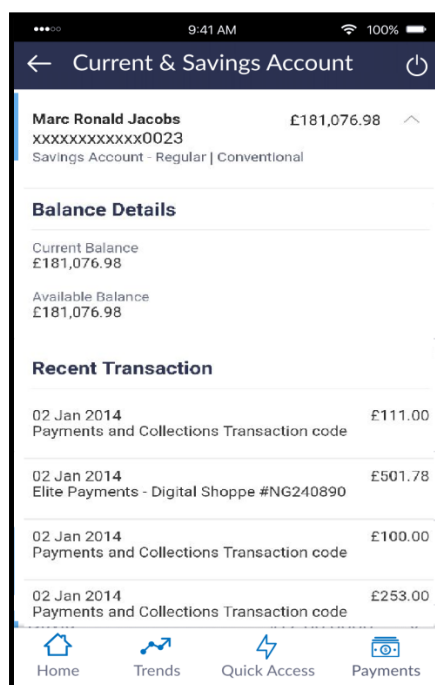 9:41 AM
100%
Current & Savings Account
Marc Ronald Jacobs £181,076.98
xxxxxxxxxxxx0023
Savings Account - Regular | Conventional
Balance Details
Current Balance
£181,076.98
Available Balance
£181,076.98
Recent Transaction
02 Jan 2014 £111.00
Payments and Collections Transaction code
02 Jan 2014 £501.78
Elite Payments - Digital Shoppe #NG240890
02 Jan 2014 £100.00
Payments and Collections Transaction code
02 Jan 2014 £253.00
Payments and Collections Transaction code
Home Trends Quick Access Payments